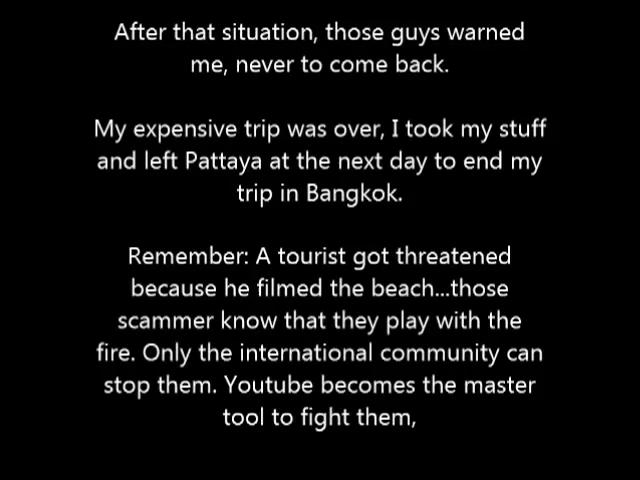 After that situation, those guys warned
me, never to come back.
My expensive trip was over, I took my stuff
and left Pattaya at the next day to end my
trip in Bangkok.
Remember: A tourist got threatened
because he filmed the beach...those
scammer know that they play with the
fire. Only the international community can
stop them. Youtube becomes the master
tool to fight them,